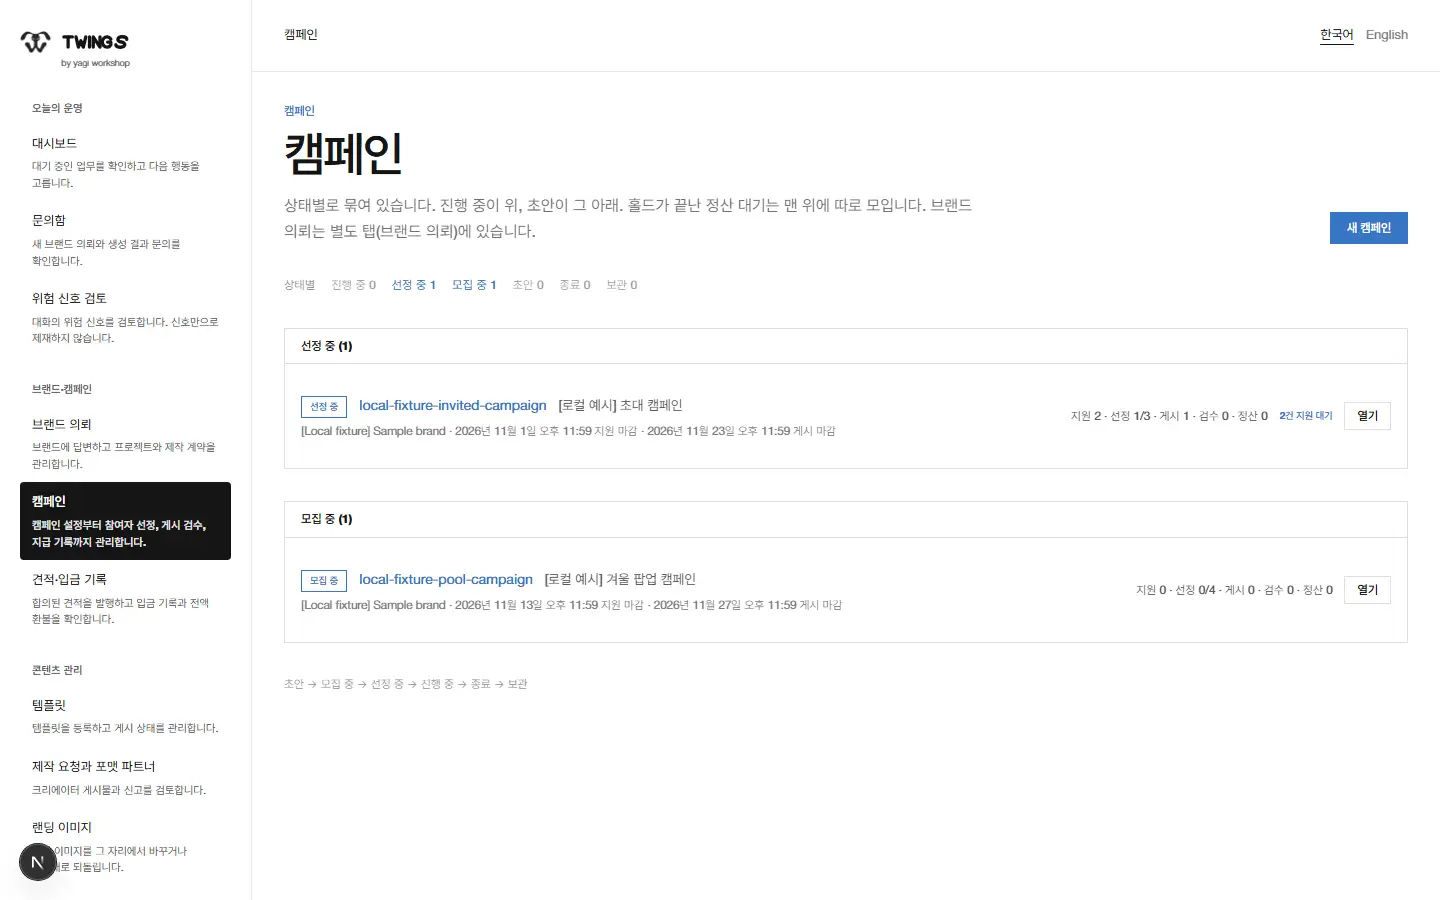 TWINGS
by yagi workshop
오늘의 운영
대시보드
대기 중인 업무를 확인하고 다음 행동을
고릅니다.
문의함
새 브랜드 의뢰와 생성 결과 문의를
확인합니다.
위험 신호 검토
대화의 위험 신호를 검토합니다. 신호만으로
제재하지 않습니다.
브랜드·캠페인
브랜드 의뢰
브랜드에 답변하고 프로젝트와 제작 계약을
관리합니다.
캠페인
캠페인 설정부터 참여자 선정, 게시 검수,
지급 기록까지 관리합니다.
견적·입금 기록
합의된 견적을 발행하고 입금 기록과 전액
환불을 확인합니다.
콘텐츠 관리
템플릿
템플릿을 등록하고 게시 상태를 관리합니다.
제작 요청과 포맷 파트너
크리에이터 게시물과 신고를 검토합니다.
랜딩 이미지
이미지를 그 자리에서 바꾸거나
되돌립니다.
N
캠페인
한국어 English
캠페인
캠페인
상태별로 묶여 있습니다. 진행 중이 위, 초안이 그 아래. 홀드가 끝난 정산 대기는 맨 위에 따로 모입니다. 브랜드
의뢰는 별도 탭(브랜드 의뢰)에 있습니다.
새 캠페인
상태별 진행 중 0 선정 중 1 모집 중 1 초안 0 종료 0 보관 0
선정 중 (1)
선정 중 local-fixture-invited-campaign [로컬 예시] 초대 캠페인
[Local fixture] Sample brand · 2026년 11월 1일 오후 11:59 지원 마감 · 2026년 11월 23일 오후 11:59 게시 마감
지원 2 · 선정 1/3 · 게시 1 · 검수 0 · 정산 0 2건 지원 대기 열기
모집 중 (1)
모집 중 local-fixture-pool-campaign [로컬 예시] 겨울 팝업 캠페인
[Local fixture] Sample brand · 2026년 11월 13일 오후 11:59 지원 마감 · 2026년 11월 27일 오후 11:59 게시 마감
지원 0 · 선정 0/4 · 게시 0 · 검수 0 · 정산 0 열기
초안 → 모집 중 → 선정 중 → 진행 중 → 종료 → 보관